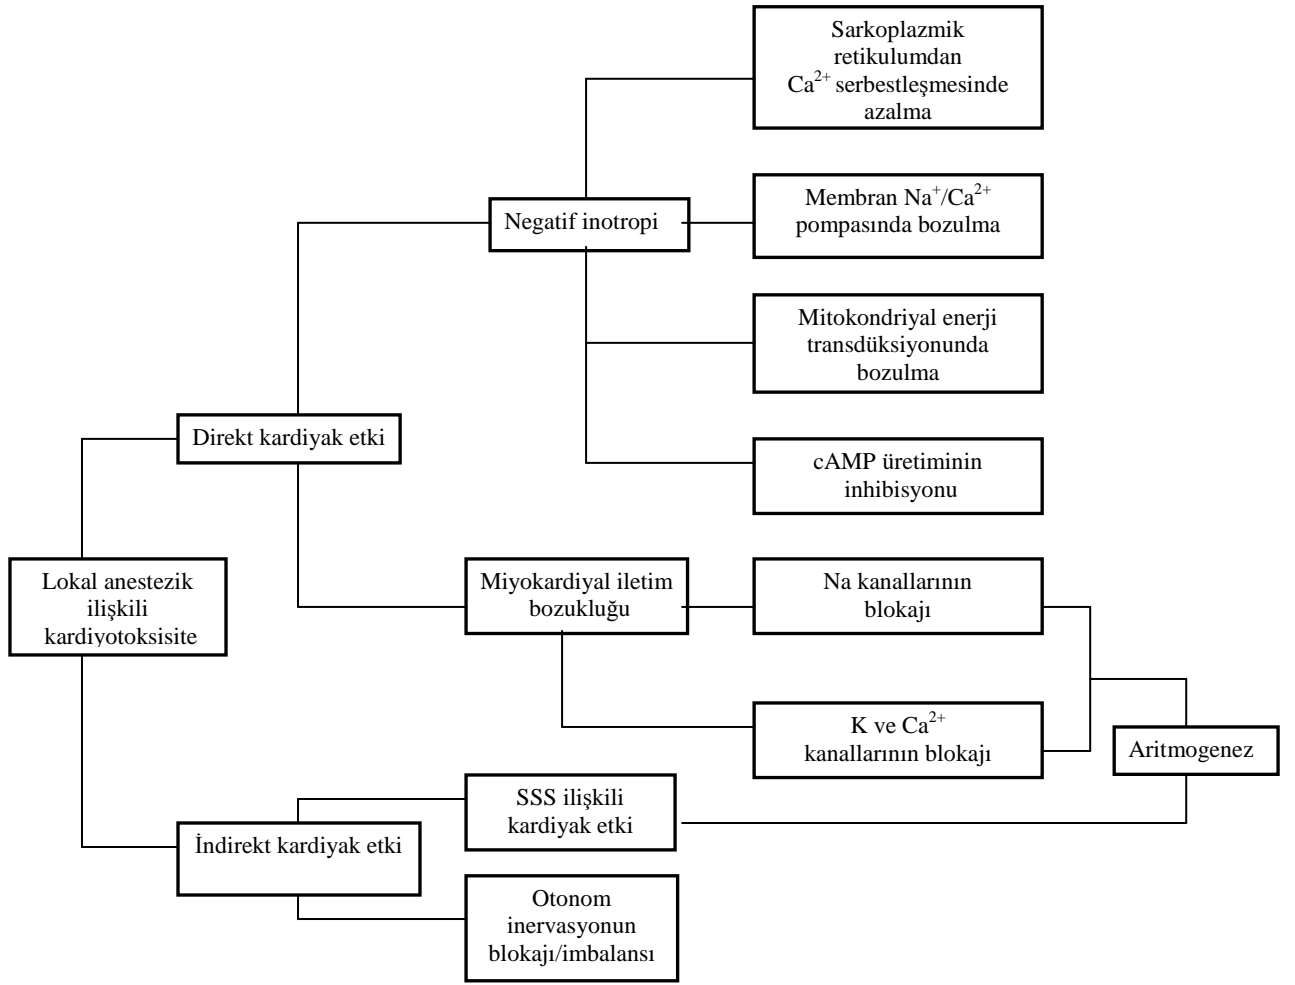 Sarkoplazmik
retikulumdan
Ca²⁺ serbestleşmesinde
azalma
Negatif inotropi
Membran Na⁺/Ca²⁺
pompasında bozulma
Mitokondriyal enerji
transdüksiyonunda
bozulma
Direkt kardiyak etki
cAMP üretiminin
inhibisyonu
Lokal anestezik
ilişkili
kardiyotoksisite
Miyokardiyal iletim
bozukluğu
Na kanallarının
blokajı
K ve Ca²⁺
kanallarının blokajı
Aritmogenez
SSS ilişkili
kardiyak etki
İndirekt kardiyak etki
Otonom
inervasyonun
blokajı/imbalansı